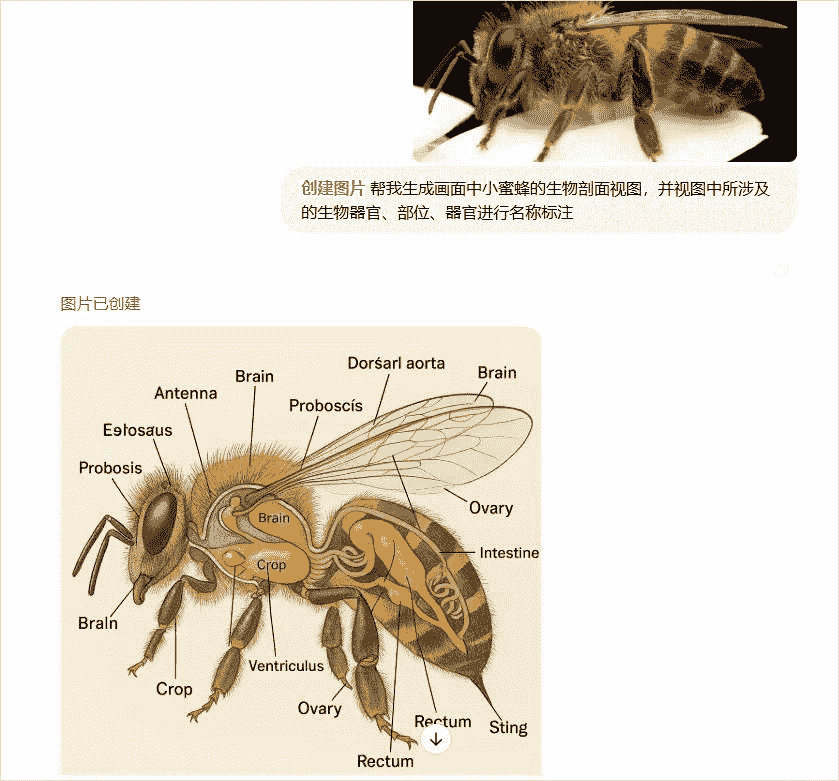 创建图片 帮我生成画面中小蜜蜂的生物剖面视图，并视图中所涉及
的生物器官、部位、器官进行名称标注
图片已创建
Dorśarl aorta
Brain
Brain
Antenna
Proboscís
Eɘłosaus
Probosis
Ovary
Brain
Intestine
Crop
Braln
Ventriculus
Crop
Ovary
Rectum
Sting
Rectum